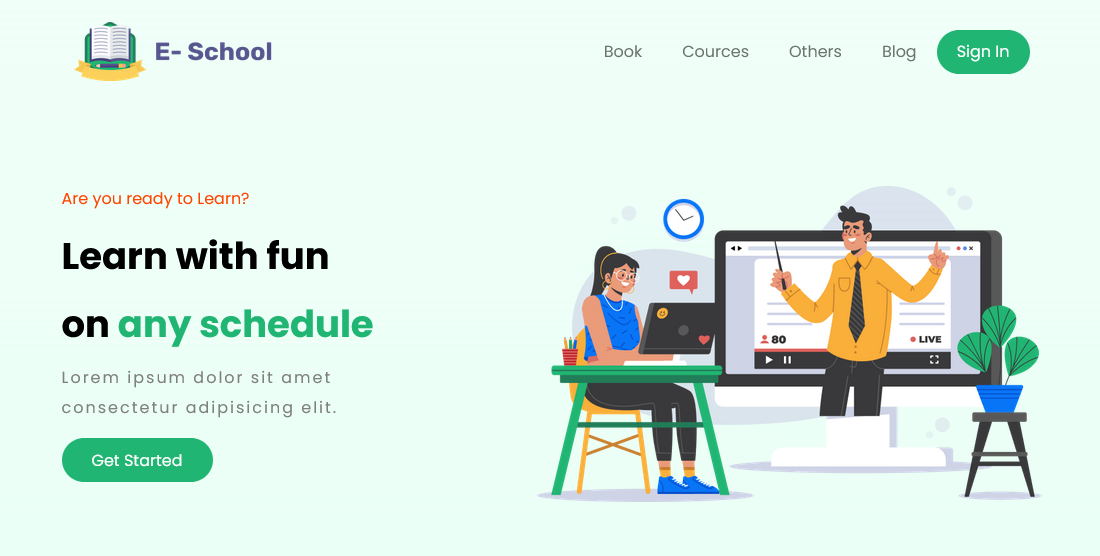 E- School
Book Cources Others Blog Sign In
Are you ready to Learn?
Learn with fun
on any schedule
Lorem ipsum dolor sit amet
consectetur adipisicing elit.
Get Started
80
LIVE